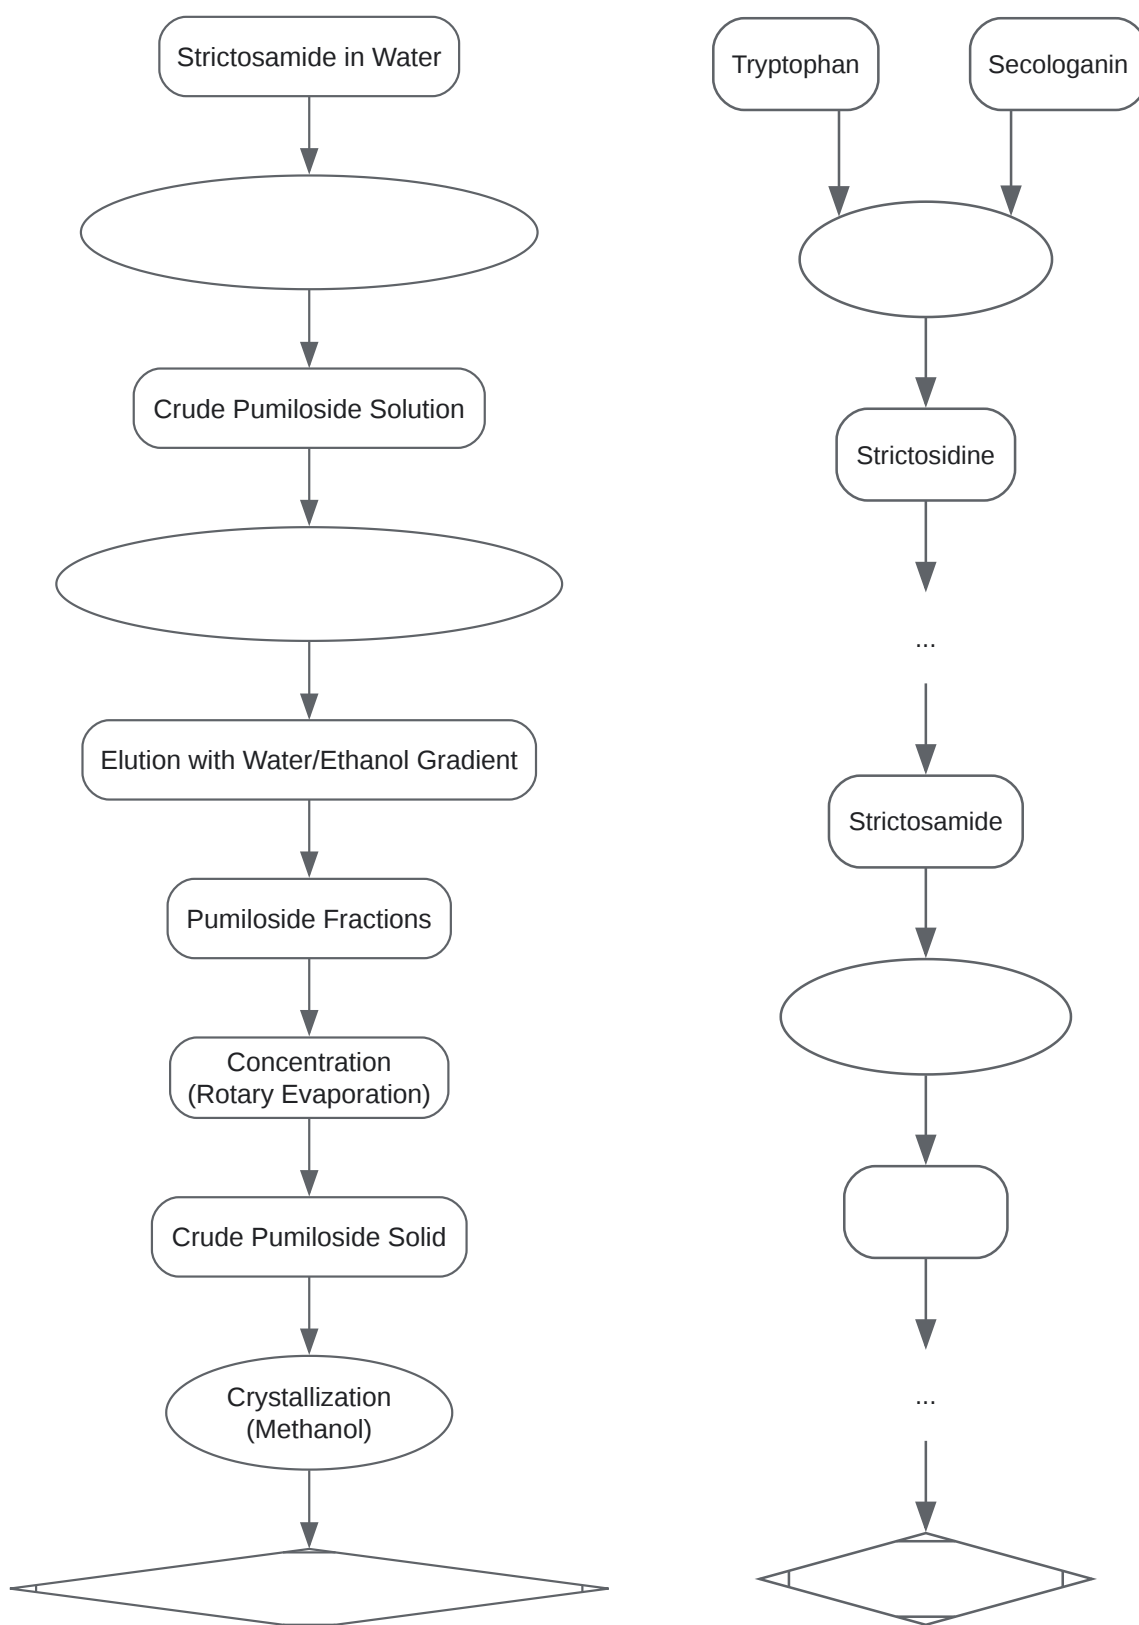 Strictosamide in Water
Crude Pumiloside Solution
Elution with Water/Ethanol Gradient
Pumiloside Fractions
Concentration
(Rotary Evaporation)
Crude Pumiloside Solid
Crystallization
(Methanol)
Tryptophan
Secologanin
Strictosidine
...
Strictosamide
...